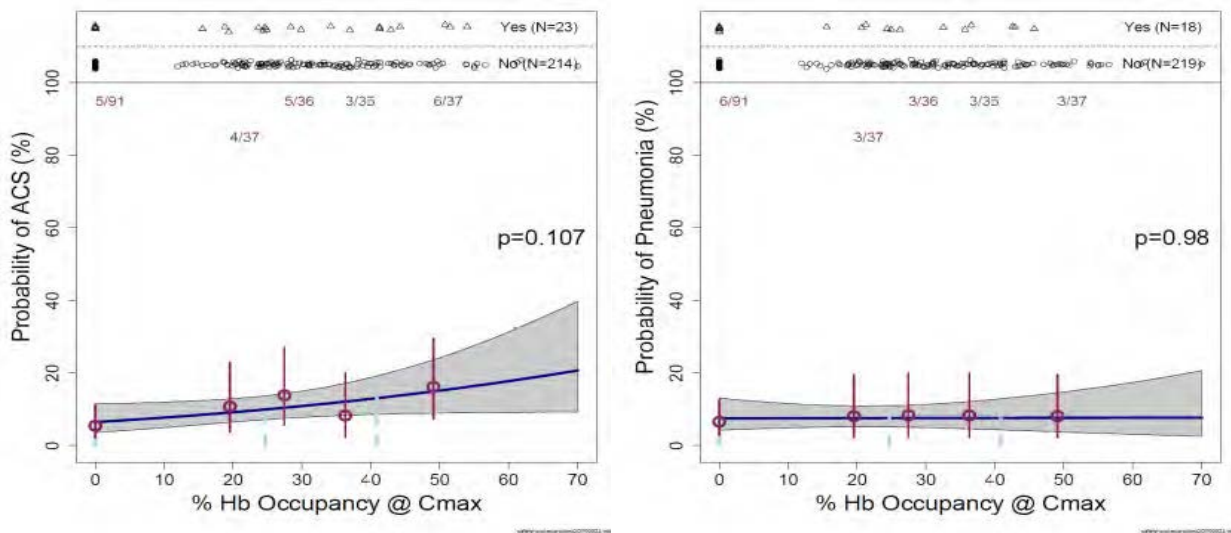 Yes (N=23)
No (N=214)
5/91 5/36 3/35 6/37
4/37
p=0.107
Probability of ACS (%)
0 20 40 60 80 100
0 10 20 30 40 50 60 70
% Hb Occupancy @ Cmax
Yes (N=18)
No (N=219)
6/91 3/36 3/35 3/37
3/37
p=0.98
Probability of Pneumonia (%)
0 20 40 60 80 100
0 10 20 30 40 50 60 70
% Hb Occupancy @ Cmax